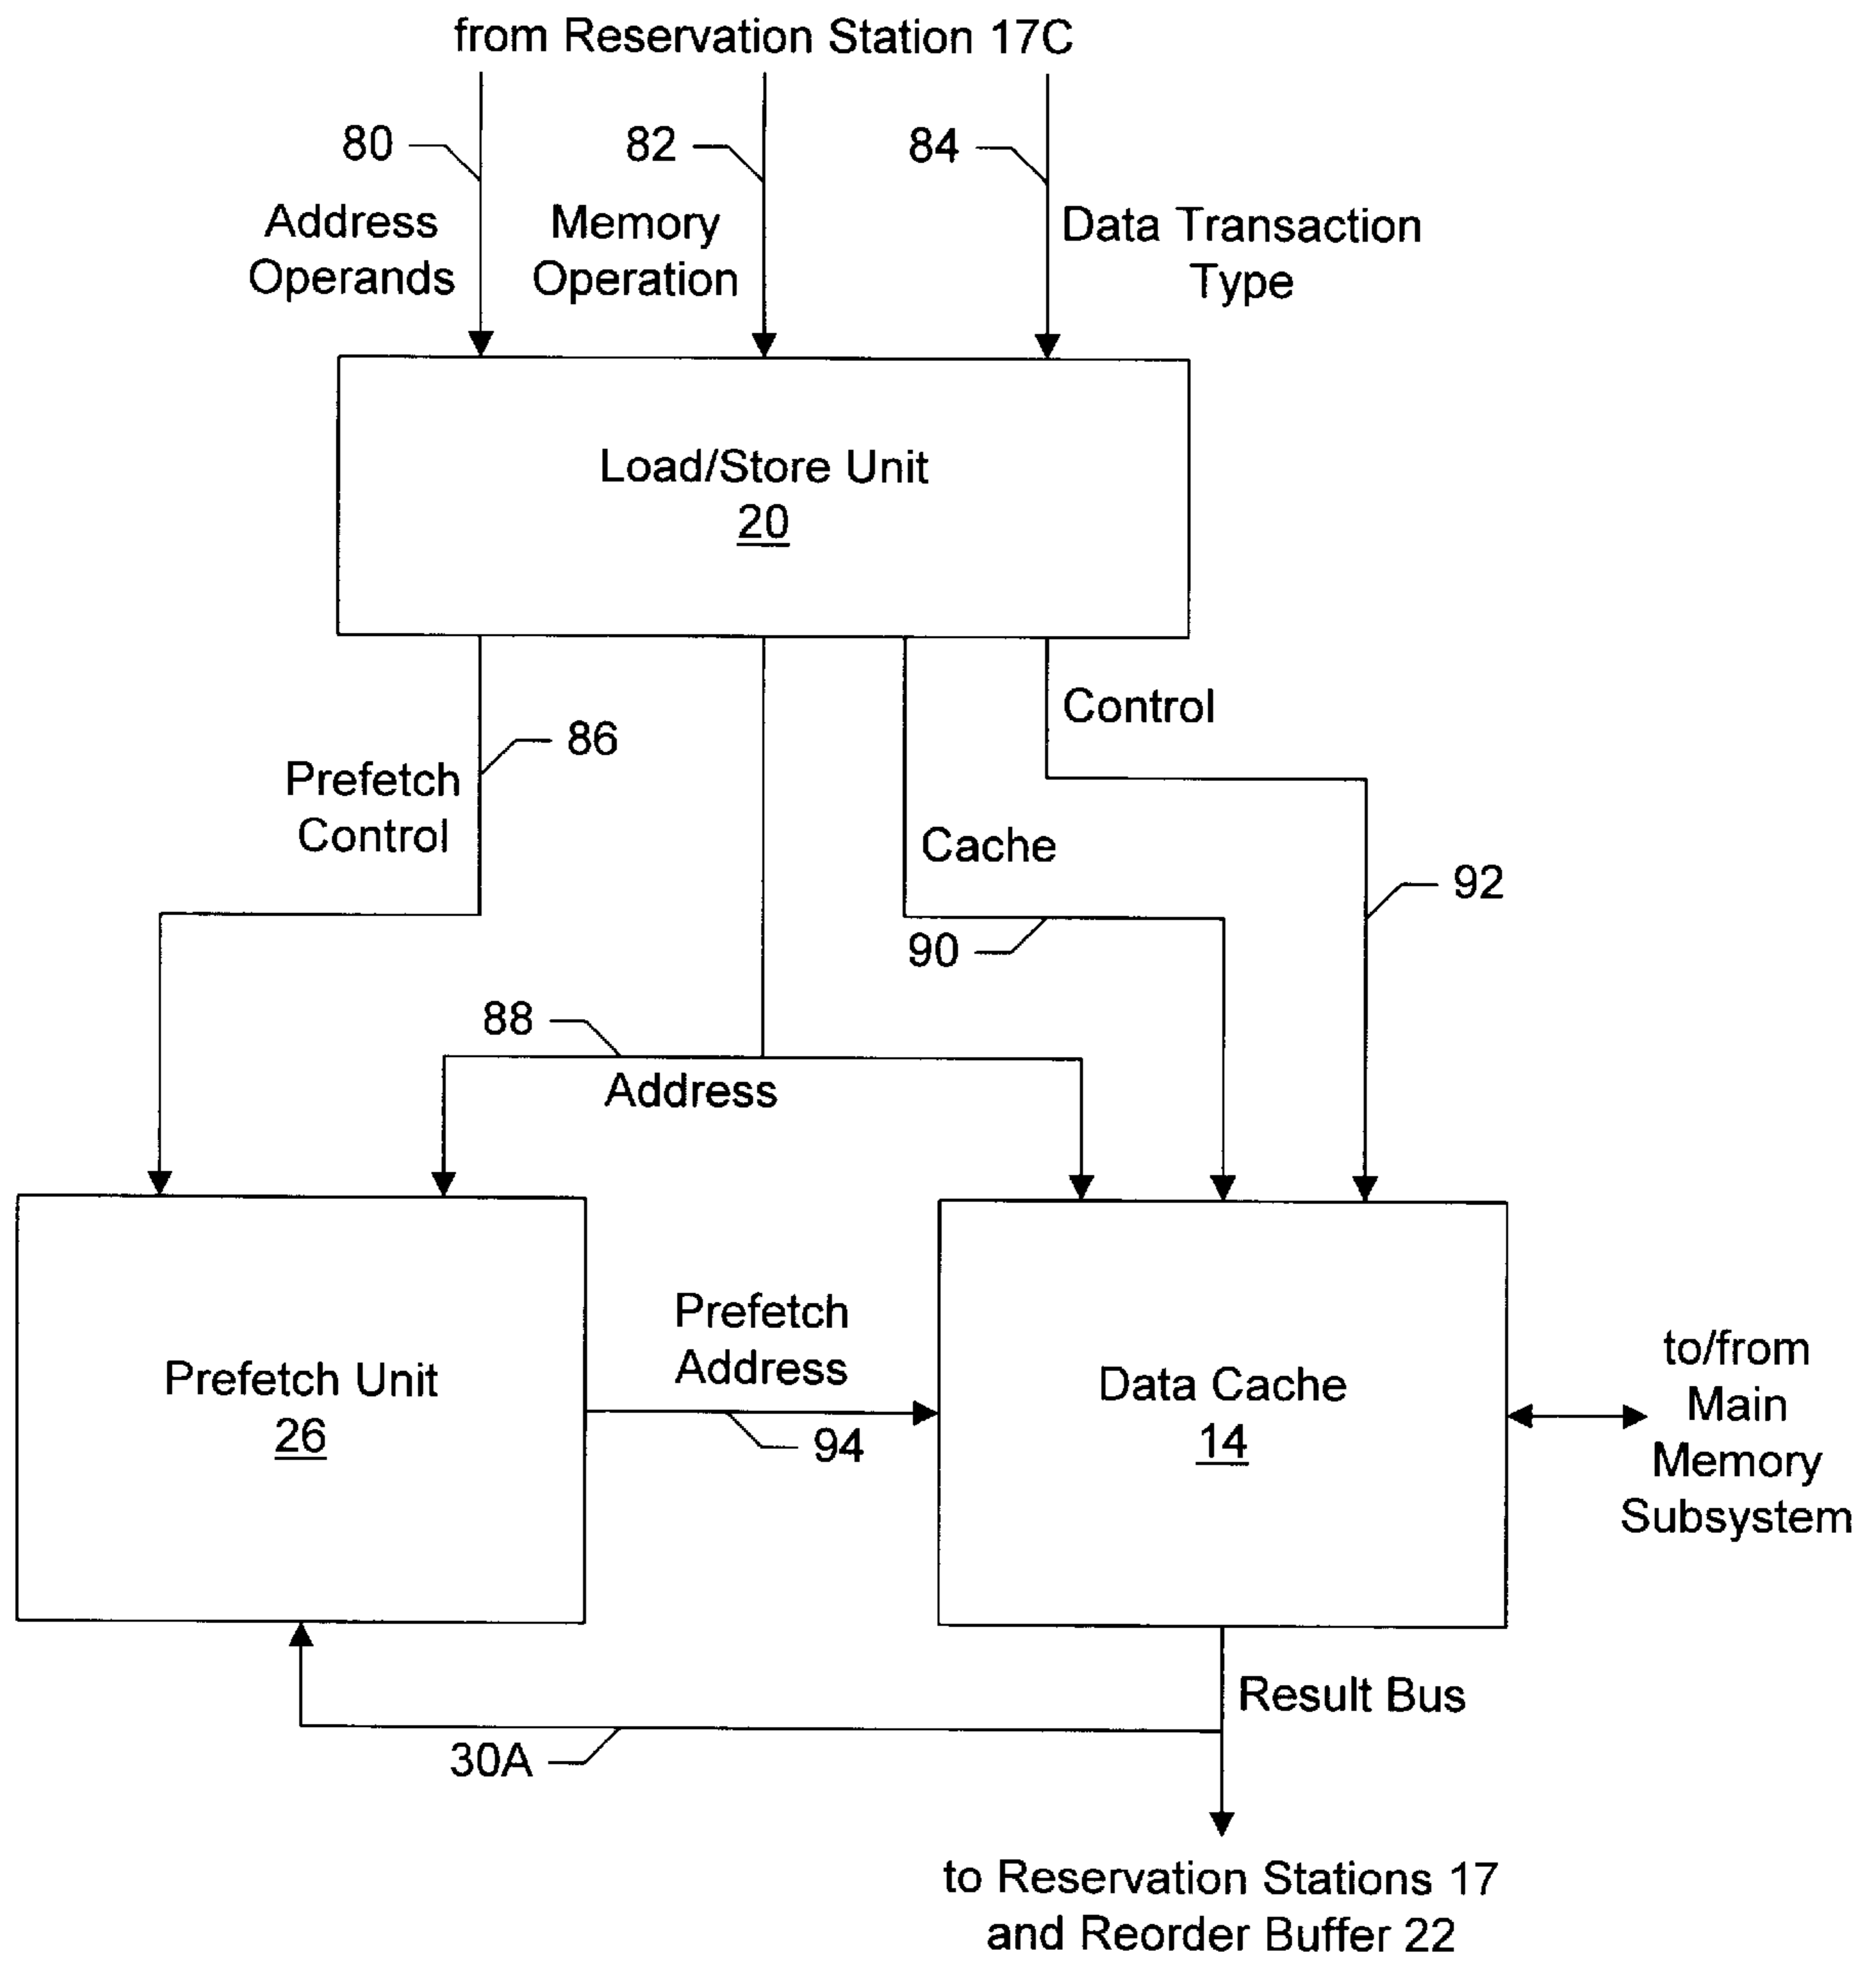 from Reservation Station 17C
80
82
84
Address
Operands
Memory
Operation
Data Transaction
Type
Load/Store Unit
20
Control
86
Prefetch
Control
Cache
92
90
88
Address
Prefetch
Address
94
Prefetch Unit
26
Data Cache
14
to/from
Main
Memory
Subsystem
Result Bus
30A
to Reservation Stations 17
and Reorder Buffer 22